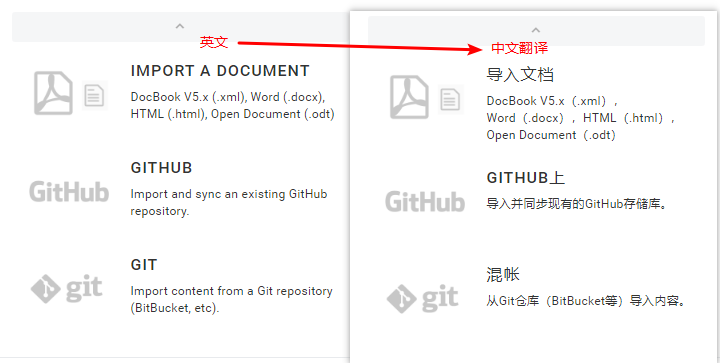 英文
中文翻译
IMPORT A DOCUMENT
DocBook V5.x (.xml), Word (.docx),
HTML (.html), Open Document (.odt)
GitHub
GITHUB
Import and sync an existing GitHub
repository.
git
GIT
Import content from a Git repository
(BitBucket, etc).
导入文档
DocBook V5.x（.xml），
Word（.docx），HTML（.html），
Open Document（.odt）
GitHub
GITHUB上
导入并同步现有的GitHub存储库。
git
混帐
从Git仓库（BitBucket等）导入内容。